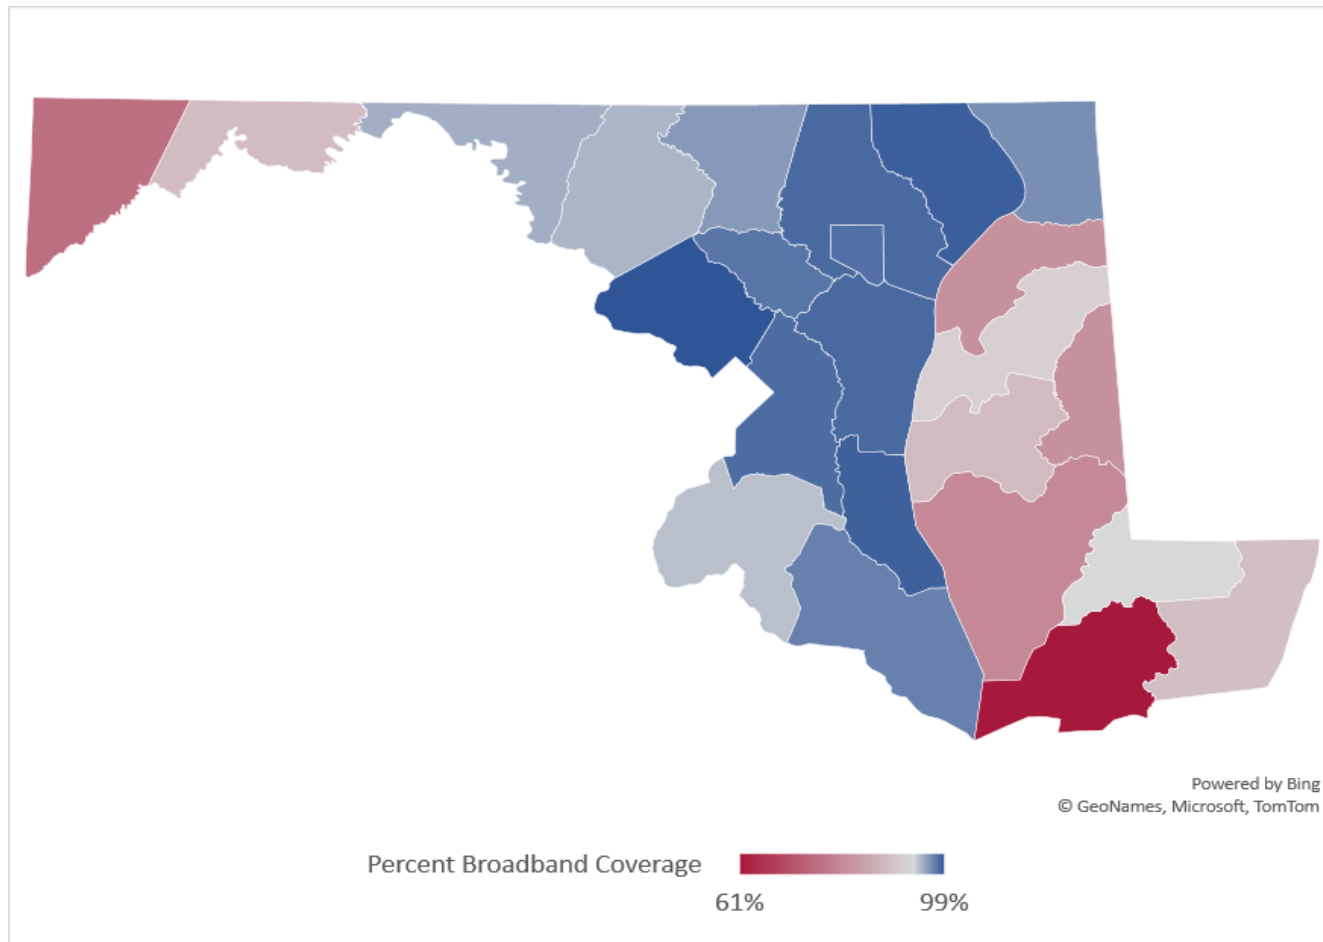 Powered by Bing
© GeoNames, Microsoft, TomTom
Percent Broadband Coverage
61% 99%